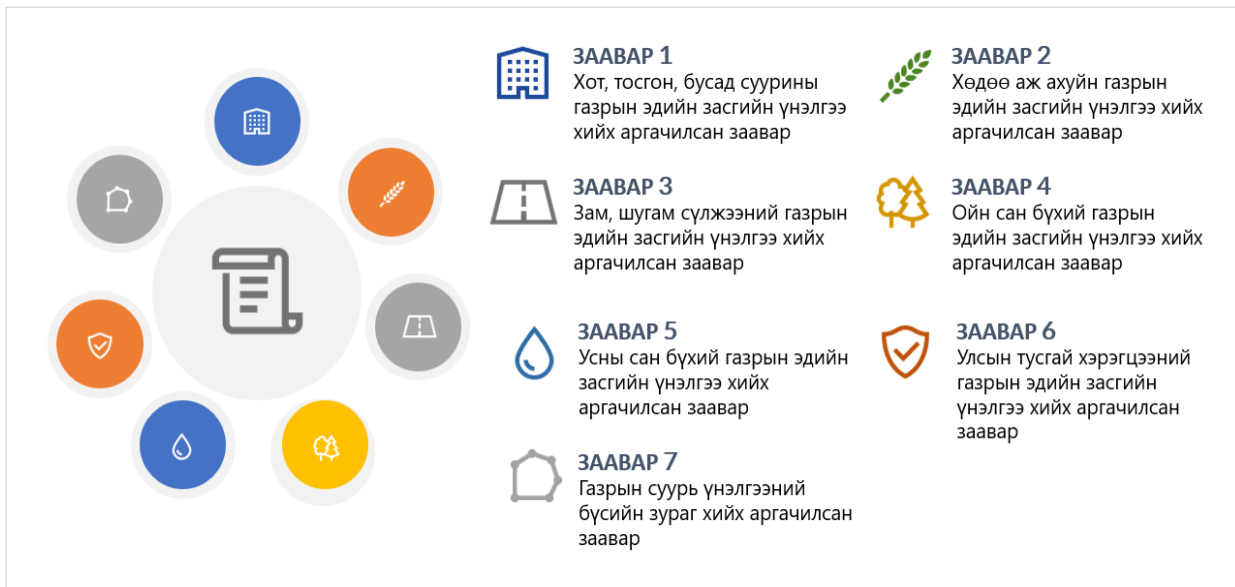 ЗААВАР 1
Хот, тосгон, бусад суурины
газрын эдийн засгийн үнэлгээ
хийх аргачилсан заавар
ЗААВАР 2
Хөдөө аж ахуйн газрын
эдийн засгийн үнэлгээ хийх
аргачилсан заавар
ЗААВАР 3
Зам, шугам сүлжээний газрын
эдийн засгийн үнэлгээ хийх
аргачилсан заавар
ЗААВАР 4
Ойн сан бүхий газрын
эдийн засгийн үнэлгээ хийх
аргачилсан заавар
ЗААВАР 5
Усны сан бүхий газрын эдийн
засгийн үнэлгээ хийх
аргачилсан заавар
ЗААВАР 6
Улсын тусгай хэрэгцээний
газрын эдийн засгийн
үнэлгээ хийх аргачилсан
заавар
ЗААВАР 7
Газрын суурь үнэлгээний
бүсийн зураг хийх аргачилсан
заавар